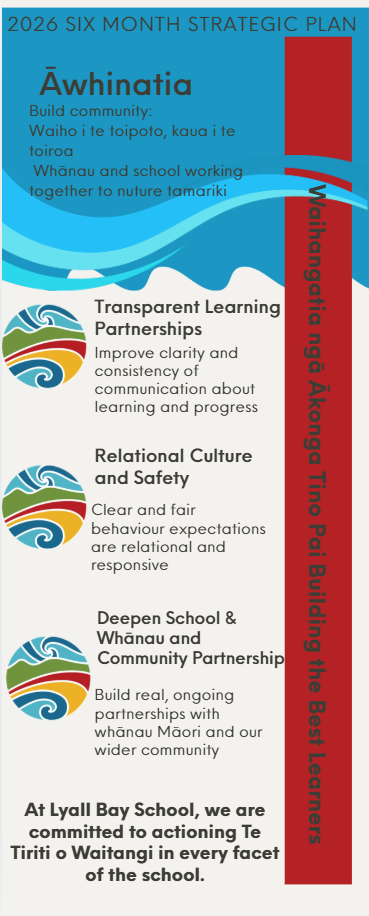 2026 SIX MONTH STRATEGIC PLAN
Āwhinatia
Build community:
Waiho i te toipoto, kaua i te
toiroa
Whānau and school working
together to nuture tamariki
Transparent Learning
Partnerships
Improve clarity and
consistency of
communication about
learning and progress
Relational Culture
and Safety
Clear and fair
behaviour expectations
are relational and
responsive
Deepen School &
Whānau and
Community Partnership
Build real, ongoing
partnerships with
whānau Māori and our
wider community
At Lyall Bay School, we are
committed to actioning Te
Tiriti o Waitangi in every facet
of the school.
Waihangatia ngā Ākonga Tino Pai Building the Best Learners